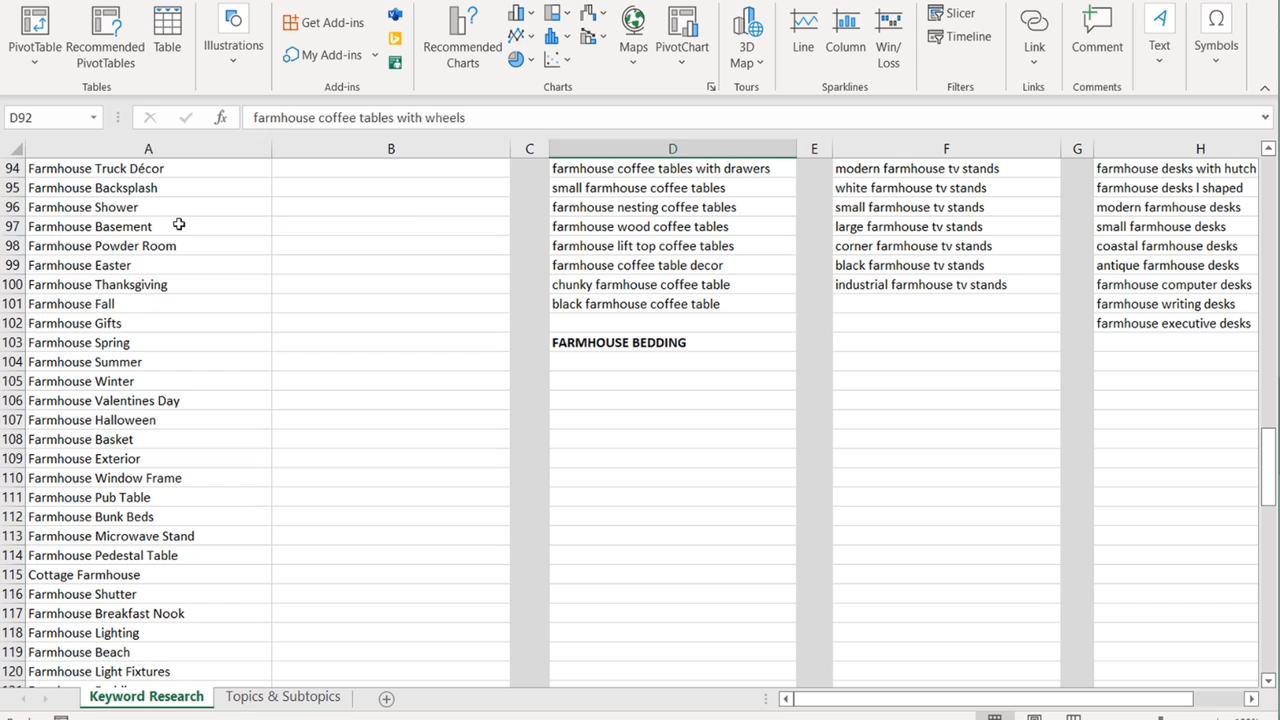 PivotTable
Recommended
PivotTables
Table
Tables
Illustrations
Get Add-ins
My Add-ins
Add-ins
Recommended
Charts
Maps
PivotChart
Charts
3D
Map
Tours
Line
Column
Win/
Loss
Sparklines
Slicer
Timeline
Filters
Link
Links
Comment
Comments
Text
Symbols
D92
fx
farmhouse coffee tables with wheels
A B C D E F G H
94 Farmhouse Truck Décor farmhouse coffee tables with drawers modern farmhouse tv stands farmhouse desks with hutch
95 Farmhouse Backsplash small farmhouse coffee tables white farmhouse tv stands farmhouse desks l shaped
96 Farmhouse Shower farmhouse nesting coffee tables small farmhouse tv stands modern farmhouse desks
97 Farmhouse Basement farmhouse wood coffee tables large farmhouse tv stands small farmhouse desks
98 Farmhouse Powder Room farmhouse lift top coffee tables corner farmhouse tv stands coastal farmhouse desks
99 Farmhouse Easter farmhouse coffee table decor black farmhouse tv stands antique farmhouse desks
100 Farmhouse Thanksgiving chunky farmhouse coffee table industrial farmhouse tv stands farmhouse computer desks
101 Farmhouse Fall black farmhouse coffee table farmhouse writing desks
102 Farmhouse Gifts farmhouse executive desks
103 Farmhouse Spring FARMHOUSE BEDDING
104 Farmhouse Summer
105 Farmhouse Winter
106 Farmhouse Valentines Day
107 Farmhouse Halloween
108 Farmhouse Basket
109 Farmhouse Exterior
110 Farmhouse Window Frame
111 Farmhouse Pub Table
112 Farmhouse Bunk Beds
113 Farmhouse Microwave Stand
114 Farmhouse Pedestal Table
115 Cottage Farmhouse
116 Farmhouse Shutter
117 Farmhouse Breakfast Nook
118 Farmhouse Lighting
119 Farmhouse Beach
120 Farmhouse Light Fixtures
Keyword Research Topics & Subtopics